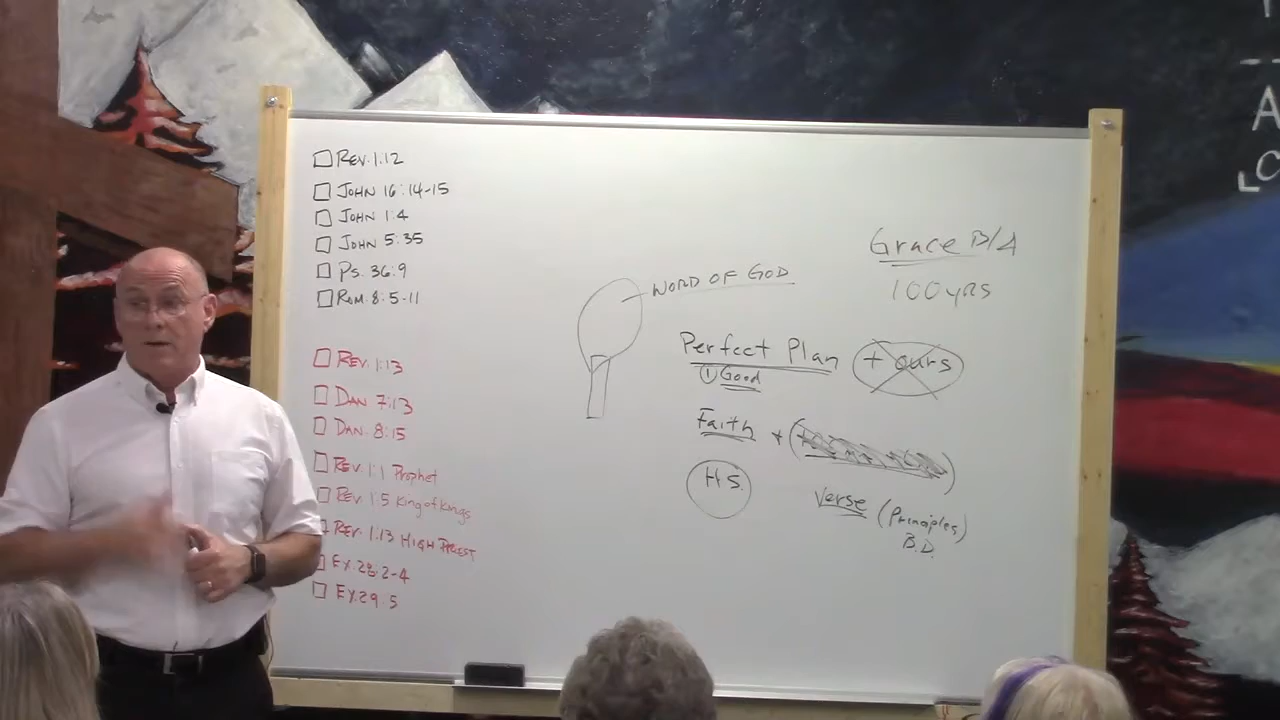 ☐ Rev. 1:12
☐ John 16:14-15
☐ John 1:4
☐ John 5:35
☐ Ps. 36:9
☐ Rom. 8:5-11
☐ Rev. 1:13
☐ Dan 7:13
☐ Dan. 8:15
☐ Rev. 1:1 Prophet
☐ Rev. 1:5 King of Kings
☐ Rev. 1:13 High Priest
☐ Ex. 28:2-4
☐ Ex. 29:5
Word of God
Grace B/A
100 yrs
Perfect Plan + ours
① Good
Faith +
H.S.
Verse (Principles)
B.D.
A